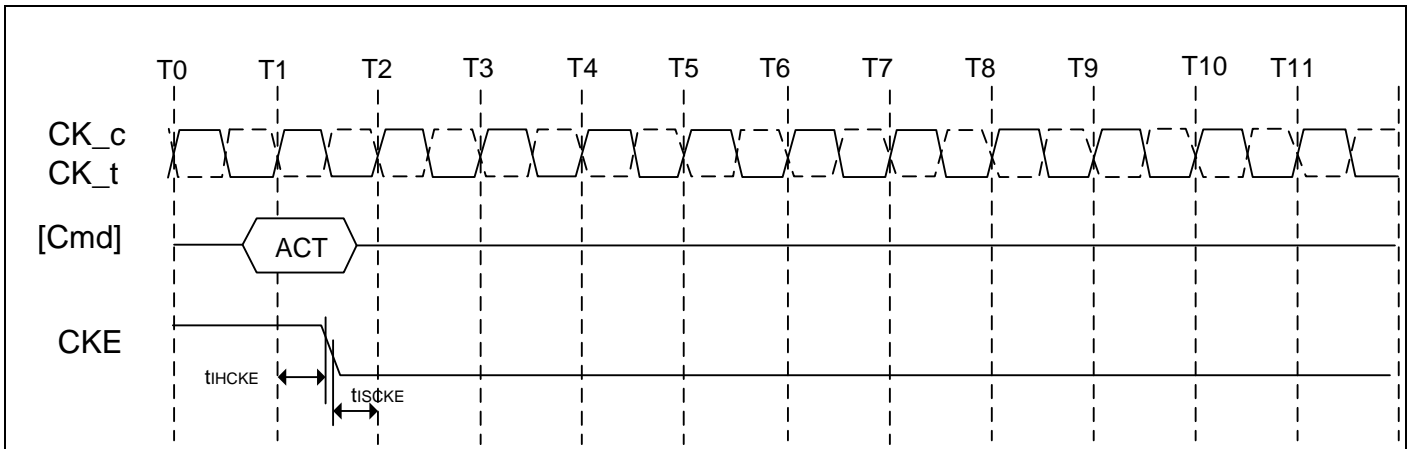 T0 T1 T2 T3 T4 T5 T6 T7 T8 T9 T10 T11
CK_c
CK_t
[Cmd] ACT
CKE
tIHCKE
tISCKE